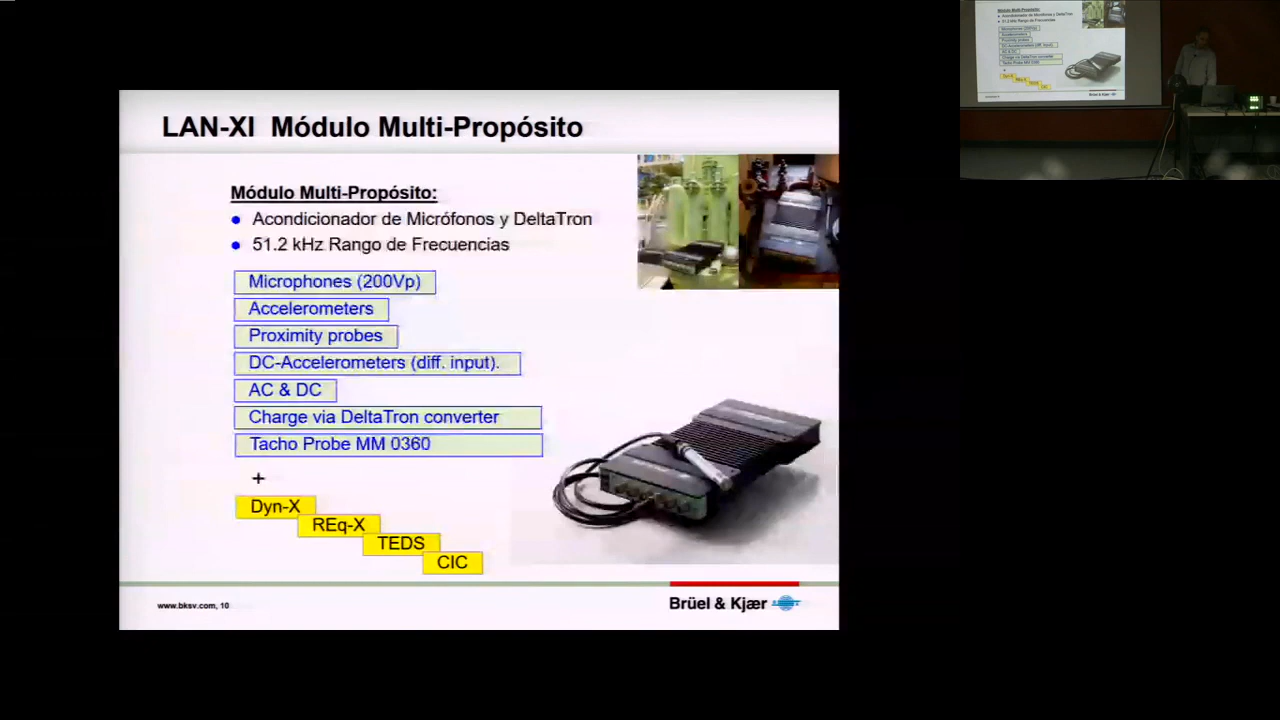 LAN-XI Módulo Multi-Propósito
Módulo Multi-Propósito:
Acondicionador de Micrófonos y DeltaTron
51.2 kHz Rango de Frecuencias
Microphones (200Vp)
Accelerometers
Proximity probes
DC-Accelerometers (diff. input).
AC & DC
Charge via DeltaTron converter
Tacho Probe MM 0360
+
Dyn-X
REq-X
TEDS
CIC
www.bksv.com, 10
Brüel & Kjær